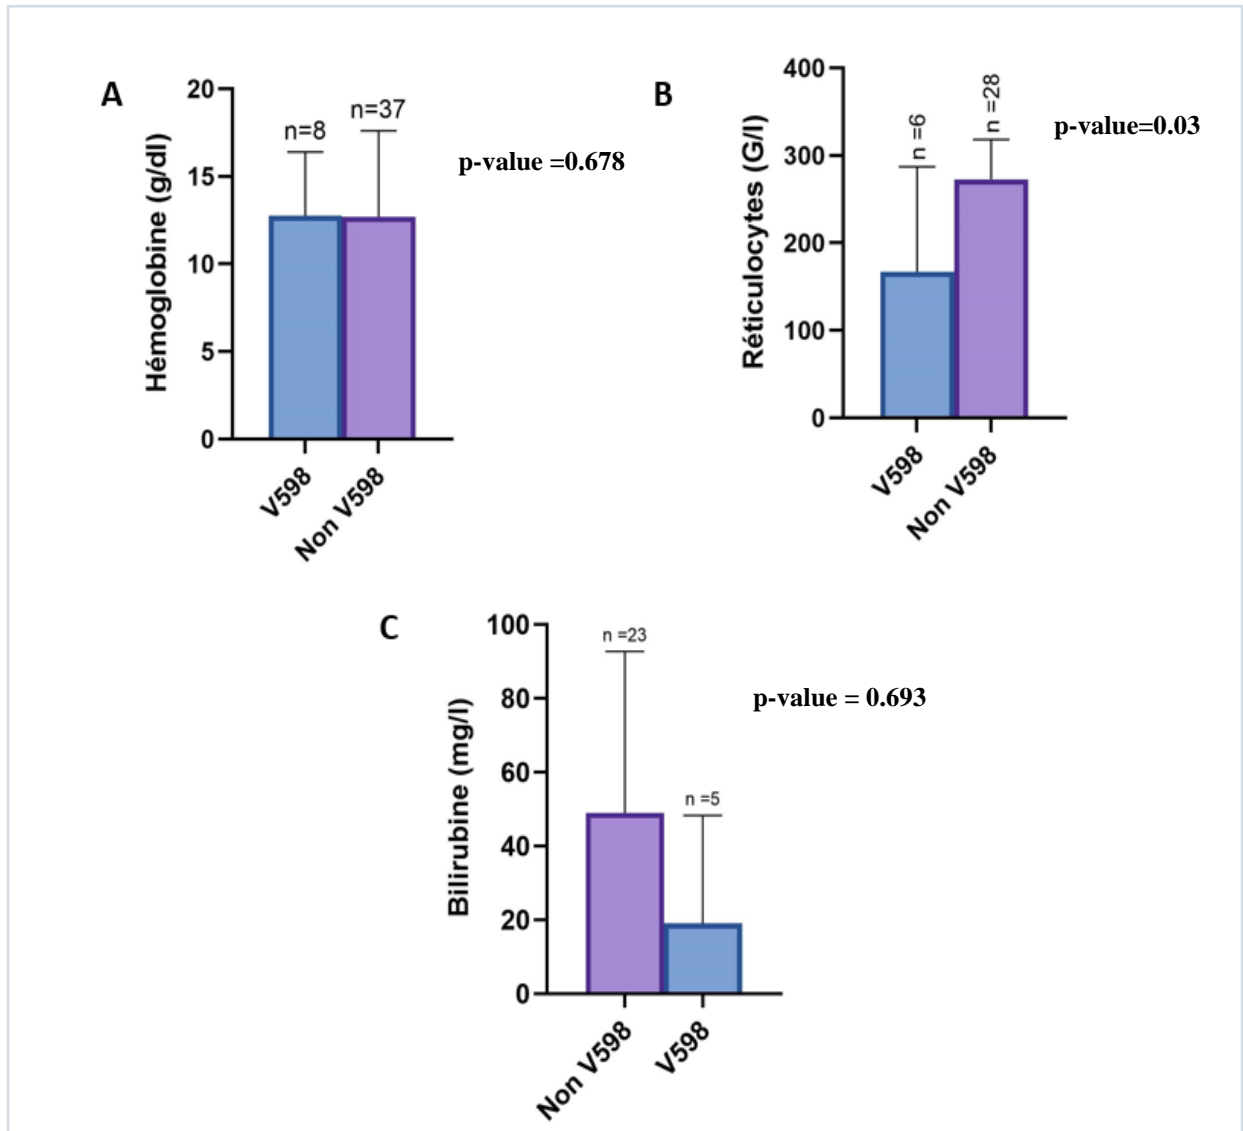 A
Hémoglobine (g/dl)
20
15
10
5
0
n=8
n=37
V598
Non V598
p-value =0.678
B
Réticulocytes (G/l)
400
300
200
100
0
n =6
n =28
V598
Non V598
p-value=0.03
C
Bilirubine (mg/l)
100
80
60
40
20
0
n =23
n =5
Non V598
V598
p-value = 0.693